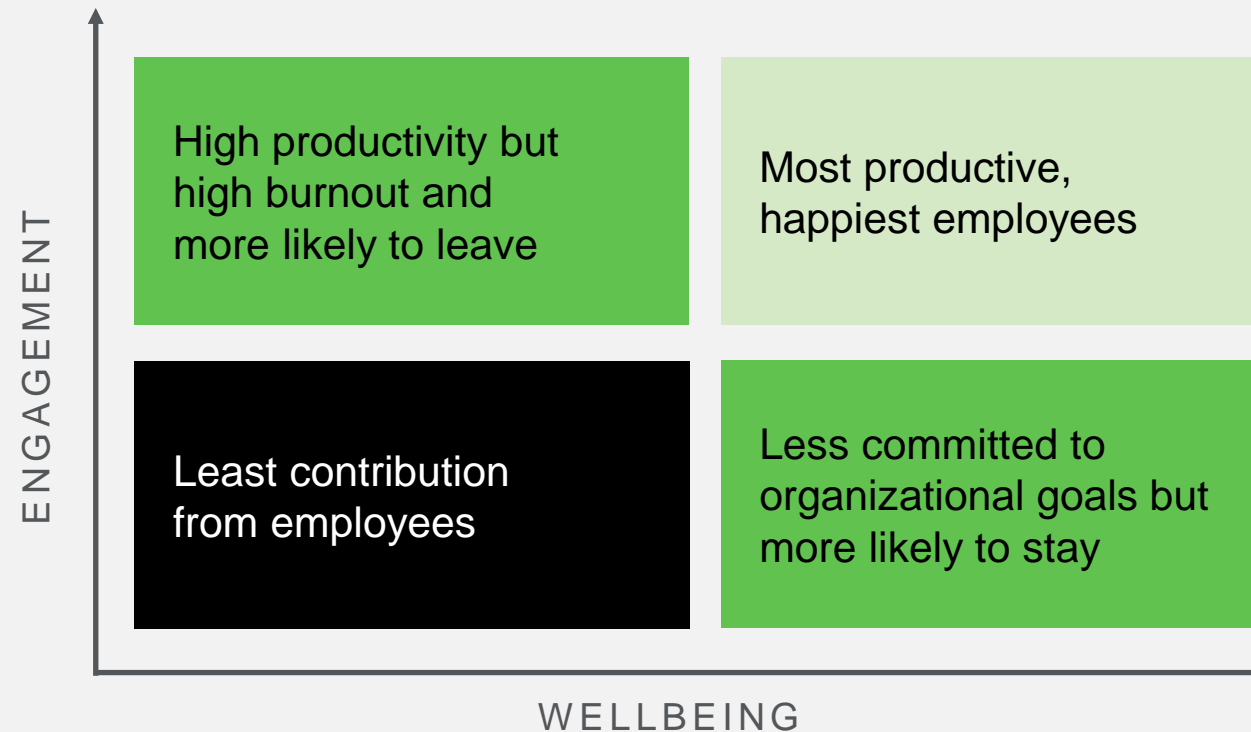 ENGAGEMENT
High productivity but
high burnout and
more likely to leave
Most productive,
happiest employees
Least contribution
from employees
Less committed to
organizational goals but
more likely to stay
WELLBEING